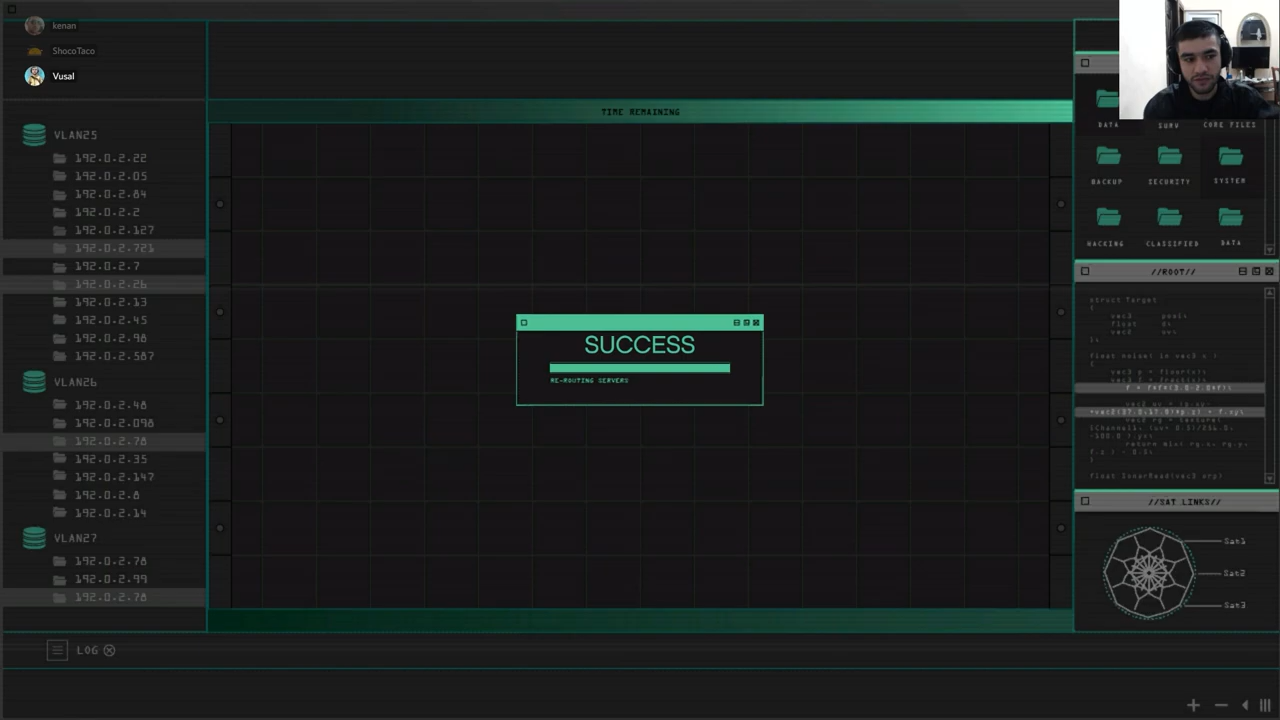 kenan
ShocoTaco
Vusal
VLAN25
192.0.2.22
192.0.2.05
192.0.2.84
192.0.2.2
192.0.2.127
192.0.2.721
192.0.2.7
192.0.2.26
192.0.2.13
192.0.2.45
192.0.2.98
192.0.2.587
VLAN26
192.0.2.48
192.0.2.098
192.0.2.78
192.0.2.35
192.0.2.147
192.0.2.8
192.0.2.14
VLAN27
192.0.2.78
192.0.2.99
192.0.2.78
LOG
TIME REMAINING
SUCCESS
RE-ROUTING SERVERS
DATA SURV CORE FILES
BACKUP SECURITY SYSTEM
HACKING CLASSIFIED DATA
//ROOT//
struct Target
{
vec3
float
float noise( in vec3
//SAT LINKS//
Sat1
Sat2
Sat3